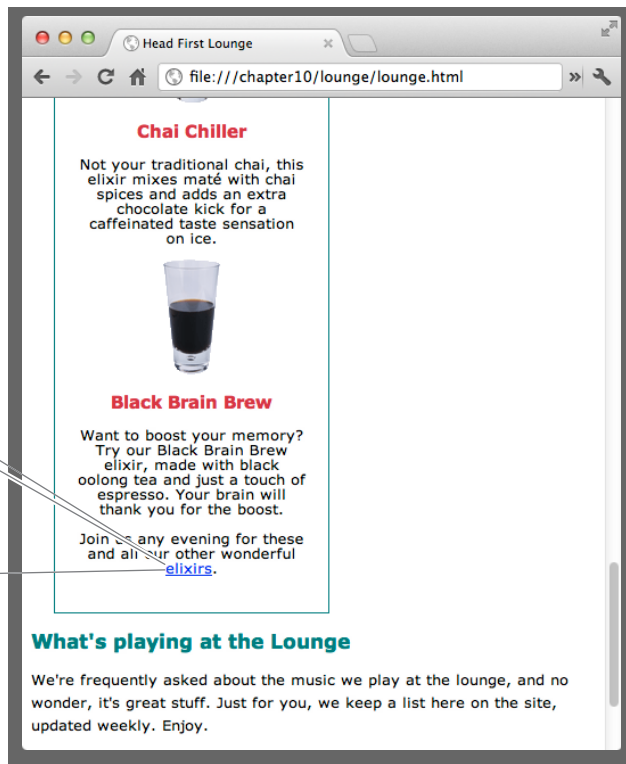 Head First Lounge
file:///chapter10/lounge/lounge.html
Chai Chiller
Not your traditional chai, this
elixir mixes maté with chai
spices and adds an extra
chocolate kick for a
caffeinated taste sensation
on ice.
Black Brain Brew
Want to boost your memory?
Try our Black Brain Brew
elixir, made with black
oolong tea and just a touch of
espresso. Your brain will
thank you for the boost.
Join us any evening for these
and all our other wonderful
elixirs.
What's playing at the Lounge
We're frequently asked about the music we play at the lounge, and no
wonder, it's great stuff. Just for you, we keep a list here on the site,
updated weekly. Enjoy.